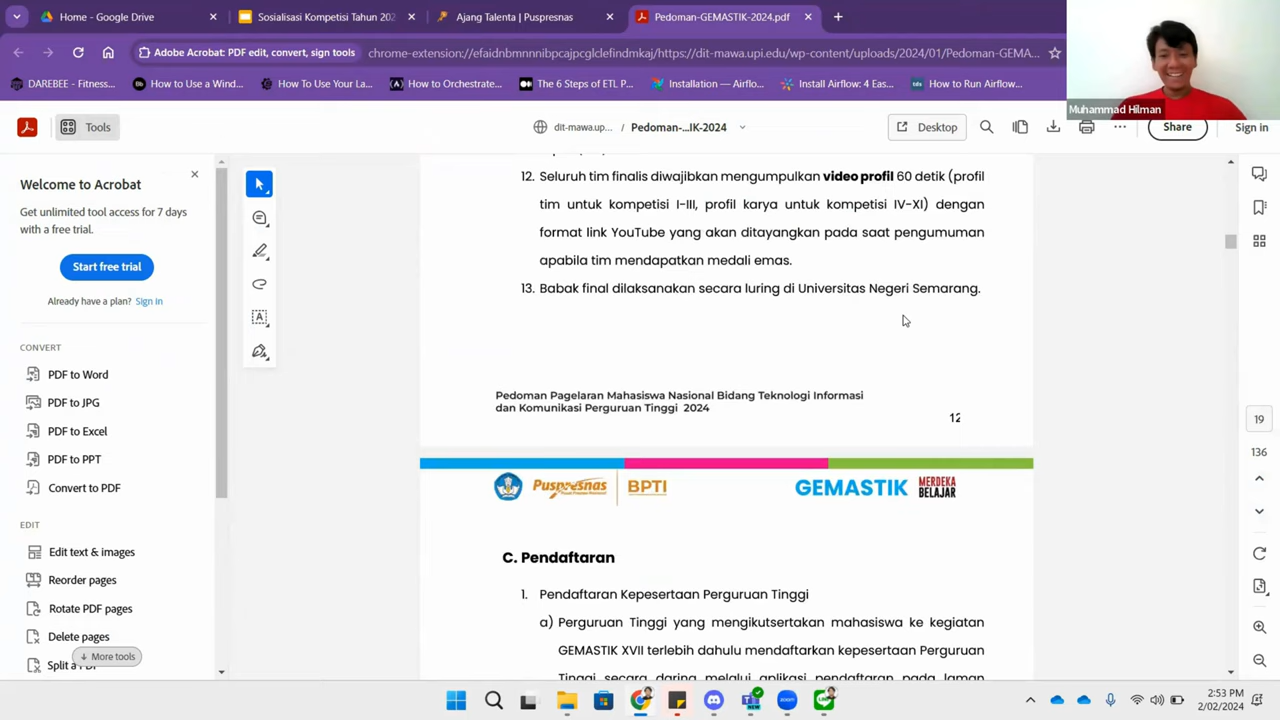 Home - Google Drive
Sosialisasi Kompetisi Tahun 202
Ajang Talenta | Puspresnas
Pedoman-GEMASTIK-2024.pdf
Adobe Acrobat: PDF edit, convert, sign tools
chrome-extension://efaidnbmnnnibpcajpcglclefindmkaj/https://dit-mawa.upi.edu/wp-content/uploads/2024/01/Pedoman-GEMA...
DAREBEE - Fitness...
How to Use a Wind...
How To Use Your La...
How to Orchestrate...
The 6 Steps of ETL P...
Installation — Airflo...
Install Airflow: 4 Eas...
How to Run Airflow...
Muhammad Hilman
Tools
dit-mawa.up... / Pedoman-...IK-2024
Desktop
Share
Sign in
Welcome to Acrobat
Get unlimited tool access for 7 days
with a free trial.
Start free trial
Already have a plan? Sign in
CONVERT
PDF to Word
PDF to JPG
PDF to Excel
PDF to PPT
Convert to PDF
EDIT
Edit text & images
Reorder pages
Rotate PDF pages
Delete pages
Split a PDF
More tools
12. Seluruh tim finalis diwajibkan mengumpulkan video profil 60 detik (profil
tim untuk kompetisi I-III, profil karya untuk kompetisi IV-XI) dengan
format link YouTube yang akan ditayangkan pada saat pengumuman
apabila tim mendapatkan medali emas.
13. Babak final dilaksanakan secara luring di Universitas Negeri Semarang.
Pedoman Pagelaran Mahasiswa Nasional Bidang Teknologi Informasi
dan Komunikasi Perguruan Tinggi 2024
12
Puspresnas
BPTI
GEMASTIK
MERDEKA
BELAJAR
C. Pendaftaran
1. Pendaftaran Kepesertaan Perguruan Tinggi
a) Perguruan Tinggi yang mengikutsertakan mahasiswa ke kegiatan
GEMASTIK XVII terlebih dahulu mendaftarkan kepesertaan Perguruan
Tinggi secara daring melalui aplikasi pendaftaran pada laman
19
136
2:53 PM
2/02/2024